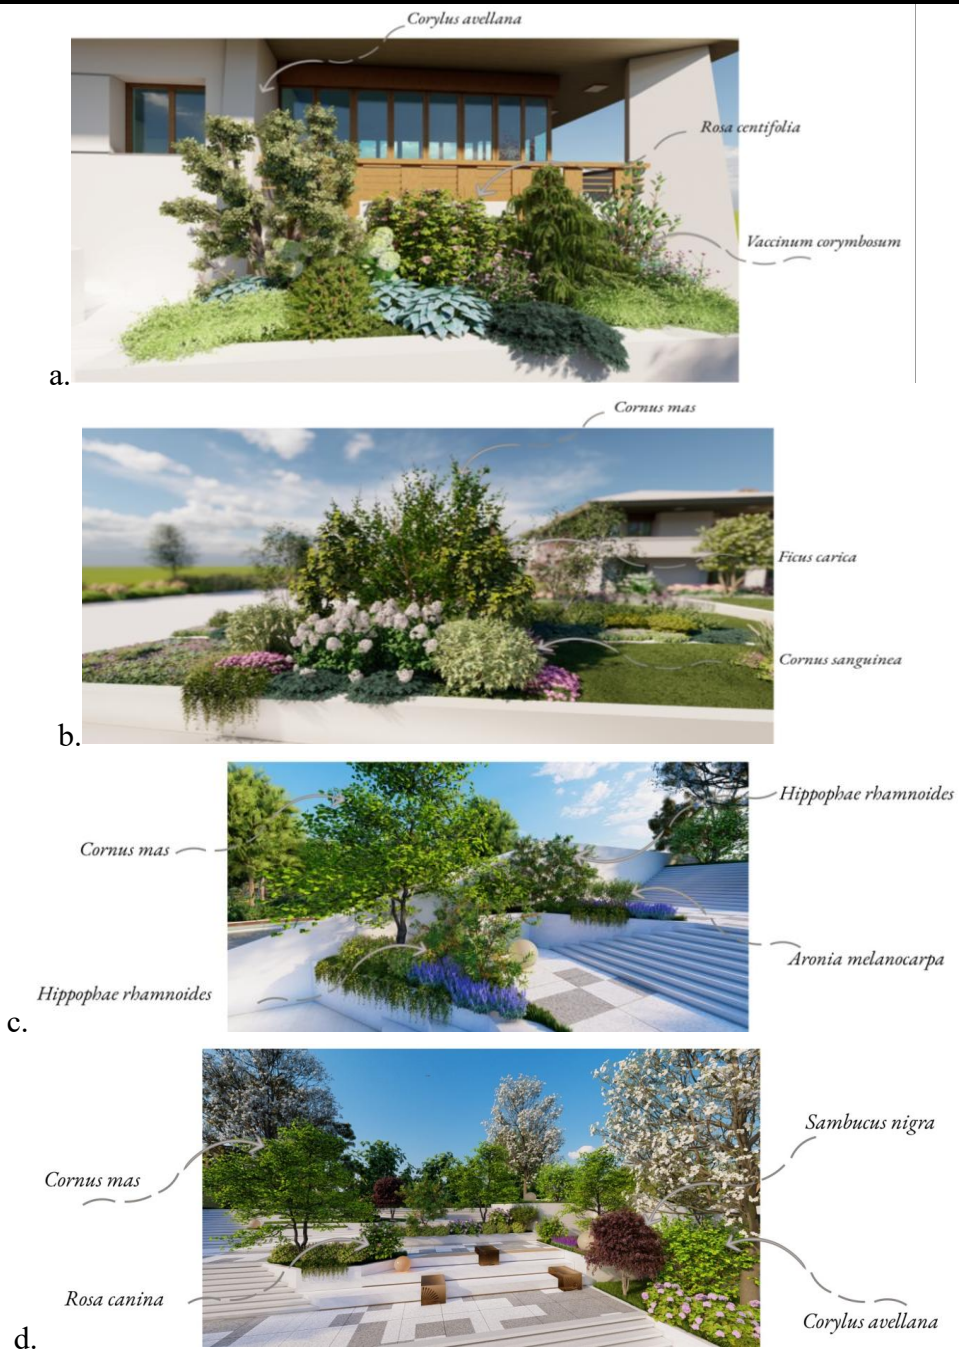 Corylus avellana
Rosa centifolia
Vaccinum corymbosum
a.
Cornus mas
Ficus carica
Cornus sanguinea
b.
Hippophae rhamnoides
Cornus mas
Aronia melanocarpa
Hippophae rhamnoides
c.
Sambucus nigra
Cornus mas
Rosa canina
Corylus avellana
d.